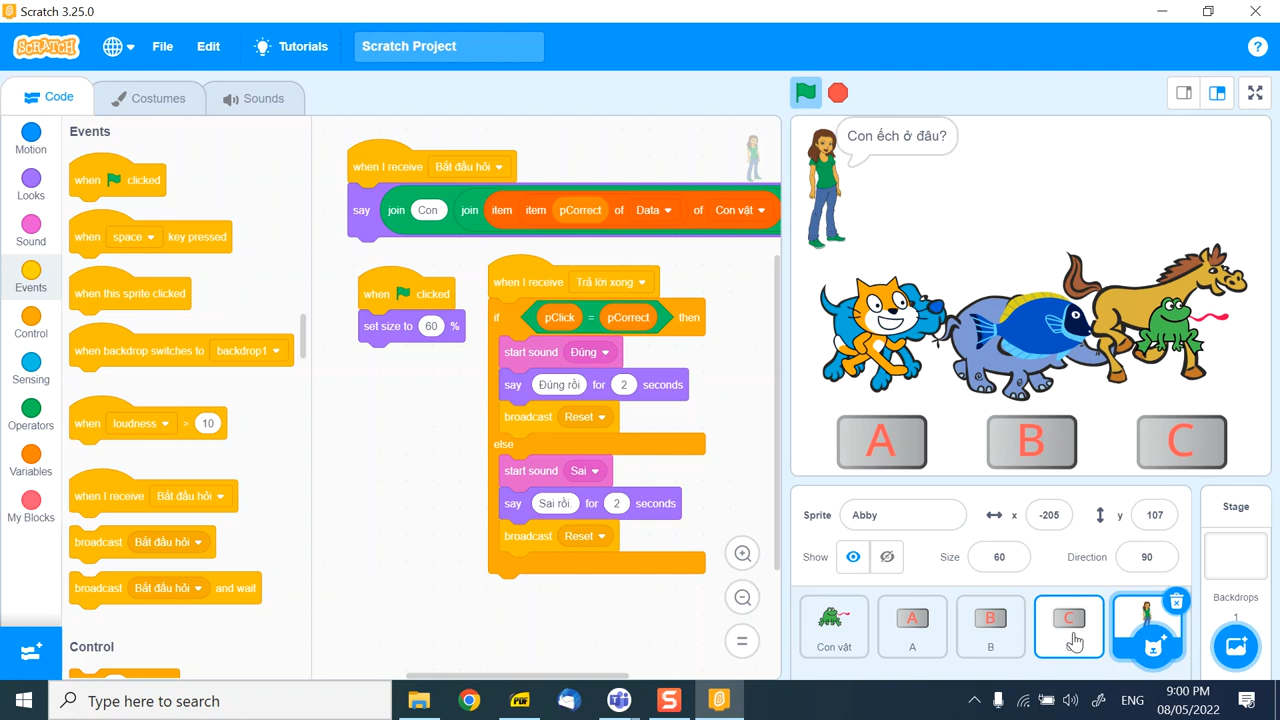 Scratch 3.25.0
SCRATCH
File
Edit
Tutorials
Scratch Project
?
Code
Costumes
Sounds
Motion
Looks
Sound
Events
Control
Sensing
Operators
Variables
My Blocks
Events
when clicked
when space key pressed
when this sprite clicked
when backdrop switches to backdrop1
when loudness > 10
when I receive Bắt đầu hỏi
broadcast Bắt đầu hỏi
broadcast Bắt đầu hỏi and wait
Control
when I receive Bắt đầu hỏi
say join Con join item item pCorrect of Data of Con vật
when clicked
set size to 60 %
when I receive Trả lời xong
if pClick = pCorrect then
start sound Đúng
say Đúng rồi for 2 seconds
broadcast Reset
else
start sound Sai
say Sai rồi. for 2 seconds
broadcast Reset
Con ếch ở đâu?
A B C
Sprite Abby x -205 y 107
Show Size 60 Direction 90
Stage
Backdrops
1
Con vật
A
A
B
B
C
Type here to search
PDF
S
ENG
9:00 PM
08/05/2022